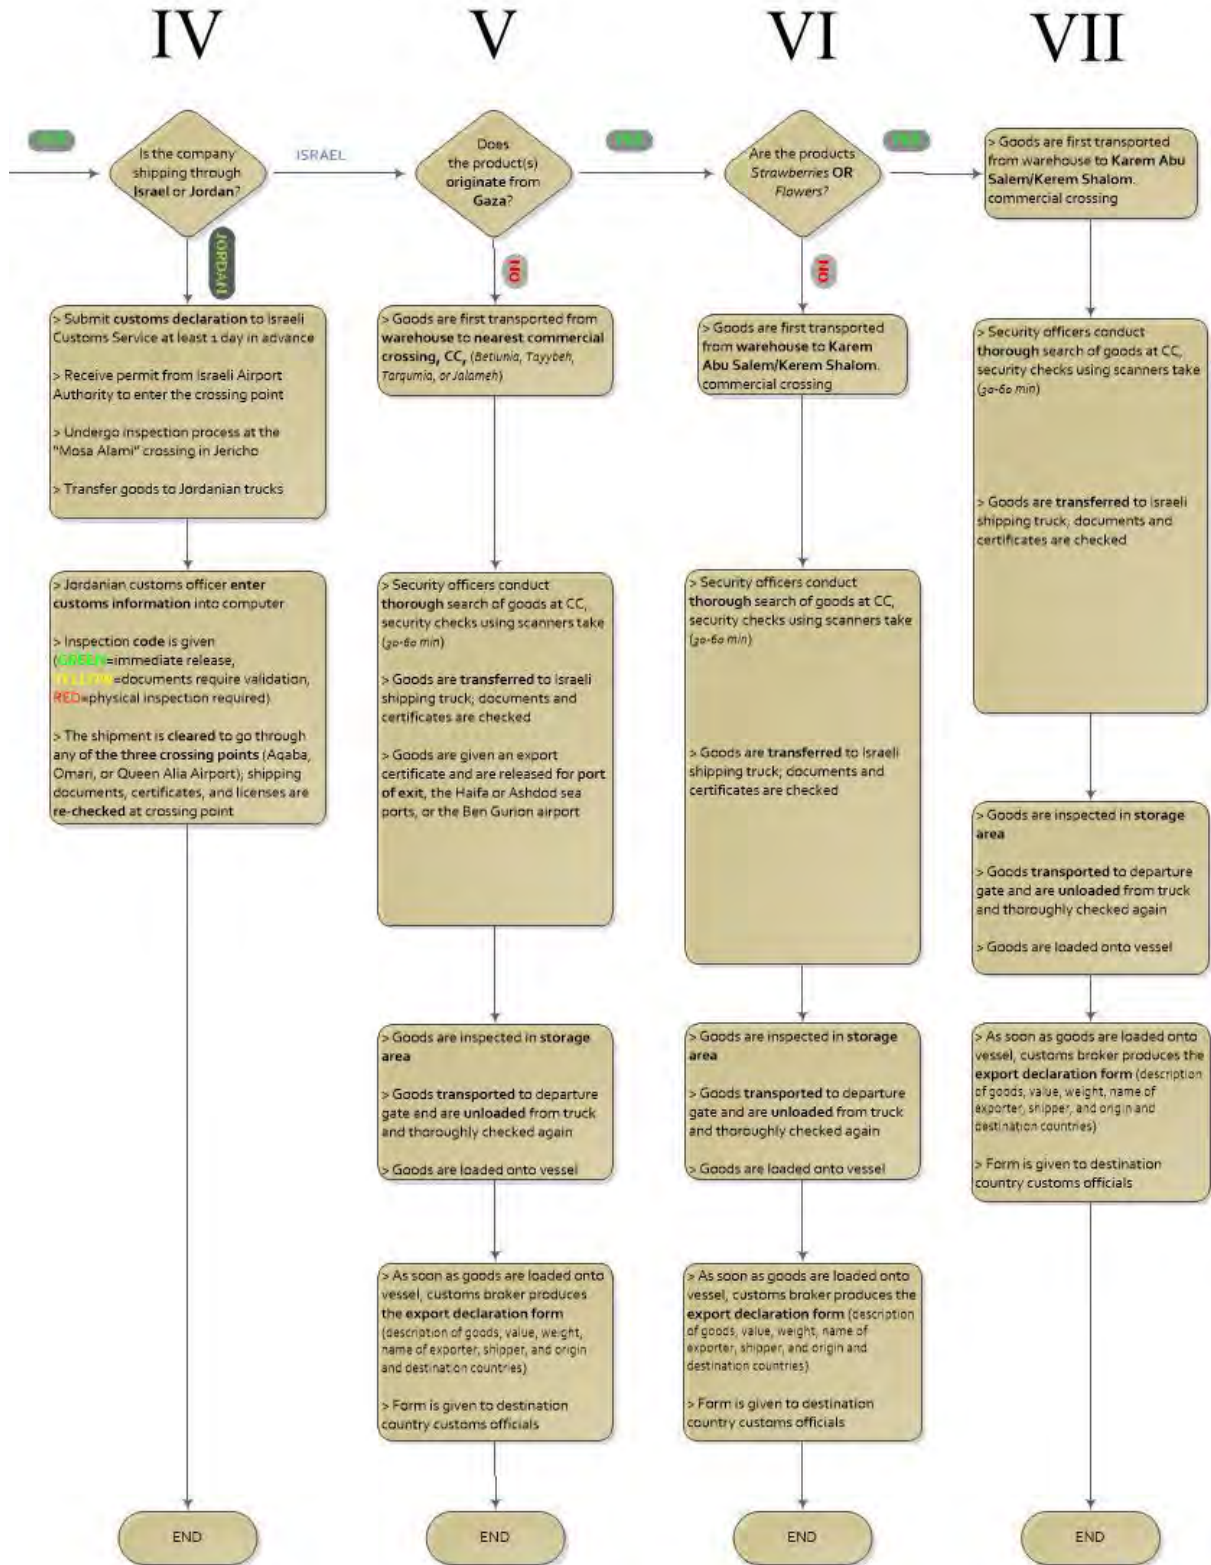 IV
V
VI
VII
Is the company
shipping through
Israel or Jordan?
ISRAEL
JORDAN
> Submit customs declaration to Israeli
Customs Service at least 1 day in advance
> Receive permit from Israeli Airport
Authority to enter the crossing point
> Undergo inspection process at the
"Mosa Alami" crossing in Jericho
> Transfer goods to Jordanian trucks
> Jordanian customs officer enter
customs information into computer
> Inspection code is given
(GREEN=immediate release,
YELLOW=documents require validation,
RED=physical inspection required)
> The shipment is cleared to go through
any of the three crossing points (Aqaba,
Omari, or Queen Alia Airport); shipping
documents, certificates, and licenses are
re-checked at crossing point
END
Does
the product(s)
originate from
Gaza?
YES
NO
> Goods are first transported from
warehouse to nearest commercial
crossing, CC, (Betiunia, Tayybeh,
Tarqumia, or Jalameh)
> Security officers conduct
thorough search of goods at CC,
security checks using scanners take
(30-60 min)
> Goods are transferred to Israeli
shipping truck; documents and
certificates are checked
> Goods are given an export
certificate and are released for port
of exit, the Haifa or Ashdod sea
ports, or the Ben Gurion airport
> Goods are inspected in storage
area
> Goods transported to departure
gate and are unloaded from truck
and thoroughly checked again
> Goods are loaded onto vessel
> As soon as goods are loaded onto
vessel, customs broker produces
the export declaration form
(description of goods, value, weight,
name of exporter, shipper, and origin
and destination countries)
> Form is given to destination
country customs officials
END
Are the products
Strawberries OR
Flowers?
YES
NO
> Goods are first transported
from warehouse to Karem
Abu Salem/Kerem Shalom.
commercial crossing
> Security officers conduct
thorough search of goods at CC,
security checks using scanners take
(30-60 min)
> Goods are transferred to Israeli
shipping truck; documents and
certificates are checked
> Goods are inspected in storage
area
> Goods transported to departure
gate and are unloaded from truck
and thoroughly checked again
> Goods are loaded onto vessel
> As soon as goods are loaded onto
vessel, customs broker produces the
export declaration form (description
of goods, value, weight, name of
exporter, shipper, and origin and
destination countries)
> Form is given to destination
country customs officials
END
> Goods are first transported
from warehouse to Karem Abu
Salem/Kerem Shalom.
commercial crossing
> Security officers conduct
thorough search of goods at CC,
security checks using scanners take
(30-60 min)
> Goods are transferred to Israeli
shipping truck; documents and
certificates are checked
> Goods are inspected in storage
area
> Goods transported to departure
gate and are unloaded from truck
and thoroughly checked again
> Goods are loaded onto vessel
> As soon as goods are loaded onto
vessel, customs broker produces the
export declaration form (description
of goods, value, weight, name of
exporter, shipper, and origin and
destination countries)
> Form is given to destination
country customs officials
END